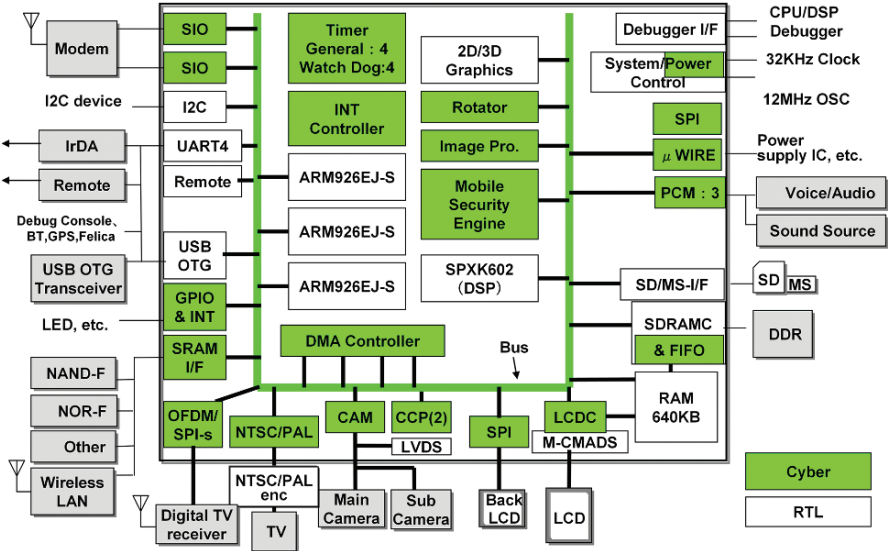 Modem
I2C device
IrDA
Remote
Debug Console、
BT,GPS,Felica
USB OTG
Transceiver
LED, etc.
NAND-F
NOR-F
Other
Wireless
LAN
SIO
SIO
I2C
UART4
Remote
USB
OTG
GPIO
& INT
SRAM
I/F
OFDM/
SPI-s
Timer
General：4
Watch Dog:4
INT
Controller
ARM926EJ-S
ARM926EJ-S
ARM926EJ-S
DMA Controller
2D/3D
Graphics
Rotator
Image Pro.
Mobile
Security
Engine
SPXK602
（DSP）
Bus
Debugger I/F
System/Power
Control
SPI
μ WIRE
PCM：3
SD/MS-I/F
SDRAMC
& FIFO
RAM
640KB
CPU/DSP
Debugger
32KHz Clock
12MHz OSC
Power
supply IC, etc.
Voice/Audio
Sound Source
SD
MS
DDR
NTSC/PAL
CAM
CCP(2)
LVDS
SPI
LCDC
M-CMADS
NTSC/PAL
enc
Digital TV
receiver
TV
Main
Camera
Sub
Camera
Back
LCD
LCD
Cyber
RTL